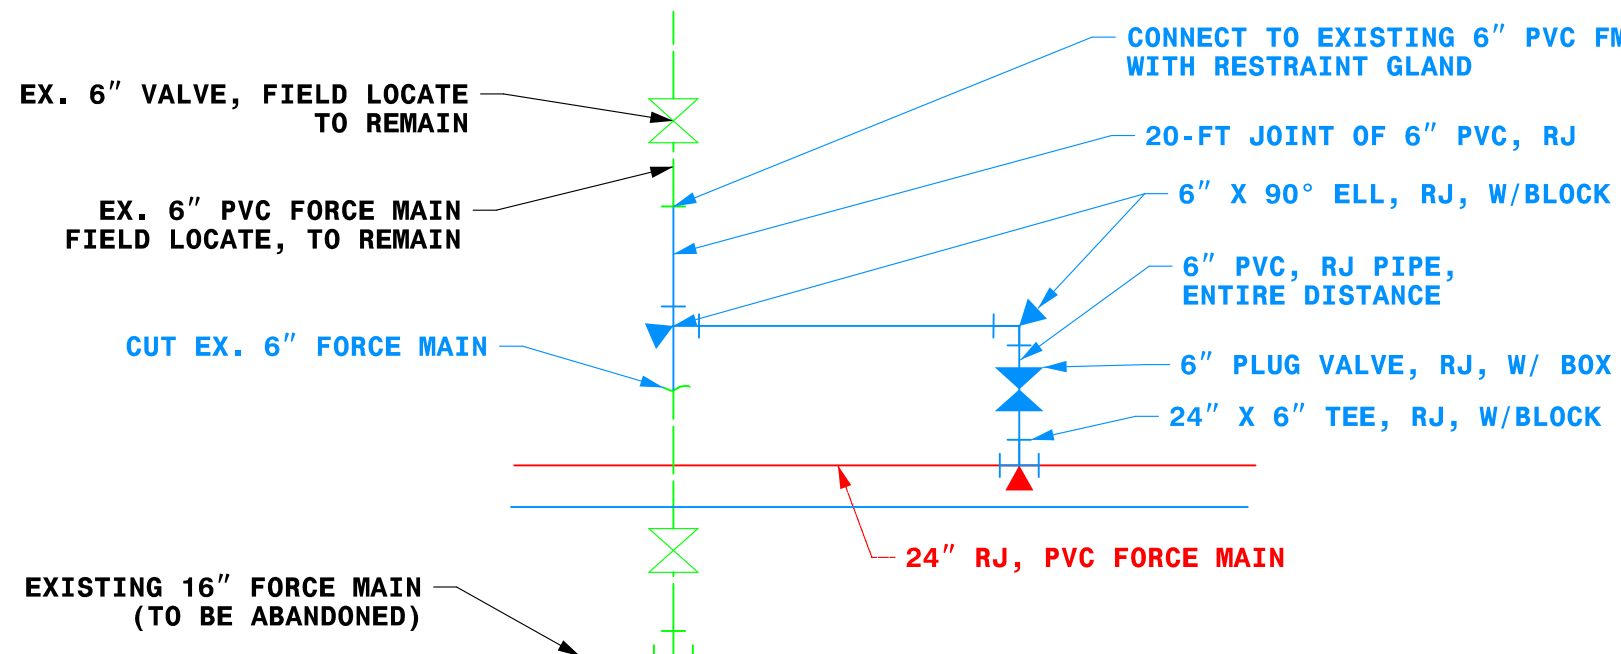 CONNECT TO EXISTING 6" PVC FM
WITH RESTRAINT GLAND
EX. 6" VALVE, FIELD LOCATE
TO REMAIN
20-FT JOINT OF 6" PVC, RJ
6" X 90° ELL, RJ, W/BLOCK
EX. 6" PVC FORCE MAIN
FIELD LOCATE, TO REMAIN
6" PVC, RJ PIPE,
ENTIRE DISTANCE
CUT EX. 6" FORCE MAIN
6" PLUG VALVE, RJ, W/ BOX
24" X 6" TEE, RJ, W/BLOCK
24" RJ, PVC FORCE MAIN
EXISTING 16" FORCE MAIN
(TO BE ABANDONED)